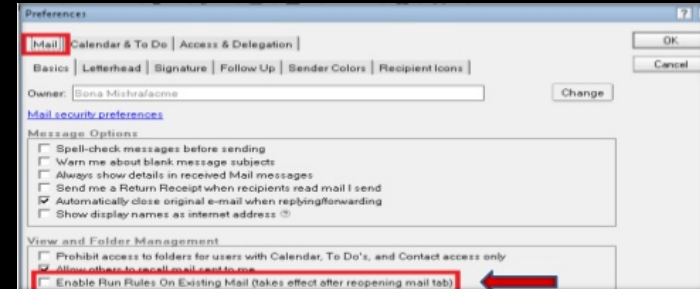 Preferences
?
Mail Calendar & To Do Access & Delegation
OK
Basics Letterhead Signature Follow Up Sender Colors Recipient Icons
Cancel
Owner: Sona Mishra/acme Change
Mail security preferences
Message Options
Spell-check messages before sending
Warn me about blank message subjects
Always show details in received Mail messages
Send me a Return Receipt when recipients read mail I send
Automatically close original e-mail when replying/forwarding
Show display names as internet address ?
View and Folder Management
Prohibit access to folders for users with Calendar, To Do's, and Contact access only
Allow others to recall mail sent to me
Enable Run Rules On Existing Mail (takes effect after reopening mail tab)